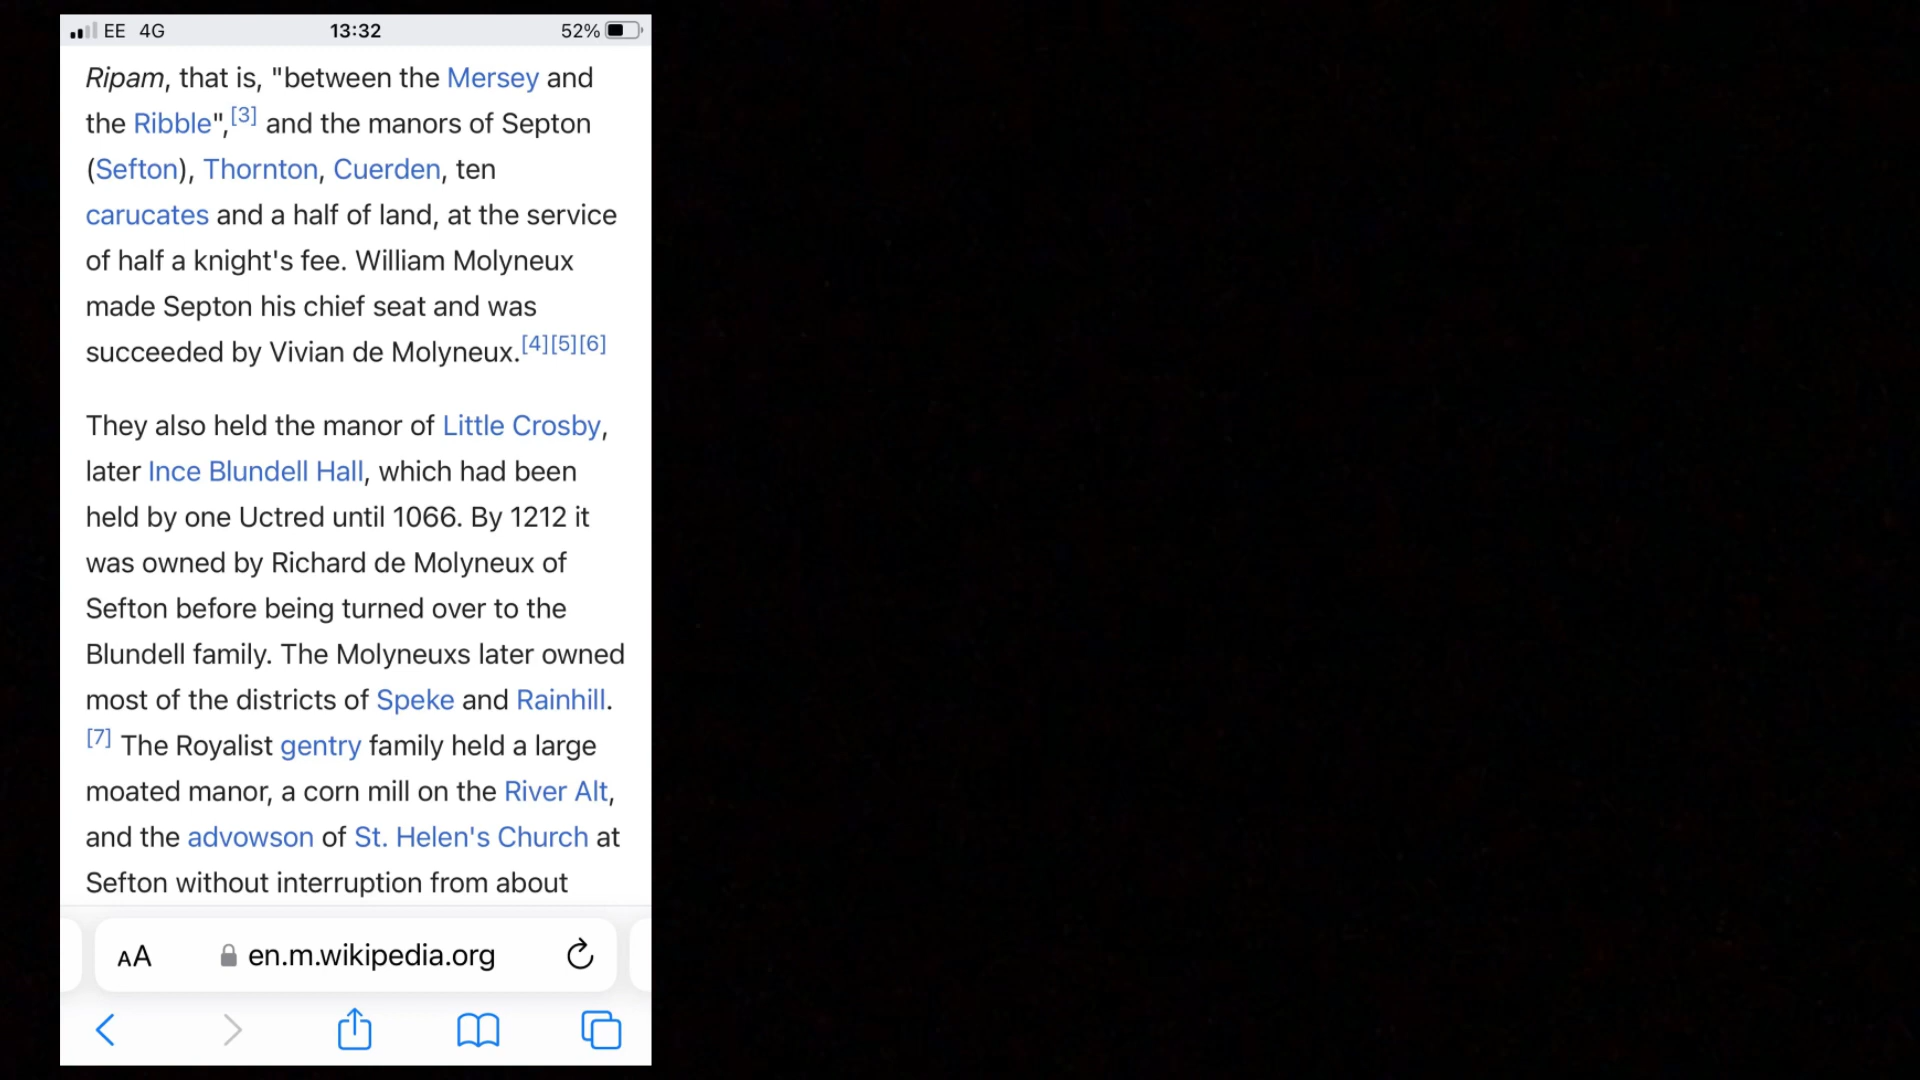 EE 4G 13:32 52%
Ripam, that is, "between the Mersey and
the Ribble",[3] and the manors of Septon
(Sefton), Thornton, Cuerden, ten
carucates and a half of land, at the service
of half a knight's fee. William Molyneux
made Septon his chief seat and was
succeeded by Vivian de Molyneux.[4][5][6]
They also held the manor of Little Crosby,
later Ince Blundell Hall, which had been
held by one Uctred until 1066. By 1212 it
was owned by Richard de Molyneux of
Sefton before being turned over to the
Blundell family. The Molyneuxs later owned
most of the districts of Speke and Rainhill.
[7] The Royalist gentry family held a large
moated manor, a corn mill on the River Alt,
and the advowson of St. Helen's Church at
Sefton without interruption from about
AA en.m.wikipedia.org